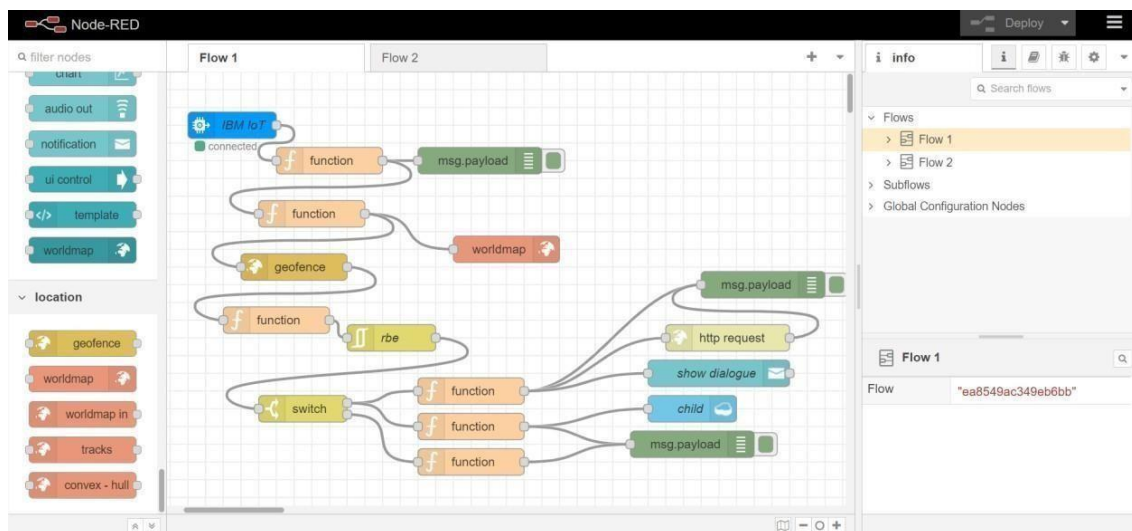 Node-RED
Deploy
filter nodes
Flow 1
Flow 2
i info
i
Search flows
chart
audio out
notification
ui control
</> template
worldmap
location
geofence
worldmap
worldmap in
tracks
convex - hull
IBM IoT
connected
function
msg.payload
function
worldmap
geofence
msg.payload
function
rbe
http request
show dialogue
function
switch
child
function
msg.payload
function
Flows
Flow 1
Flow 2
Subflows
Global Configuration Nodes
Flow 1
Flow "ea8549ac349eb6bb"